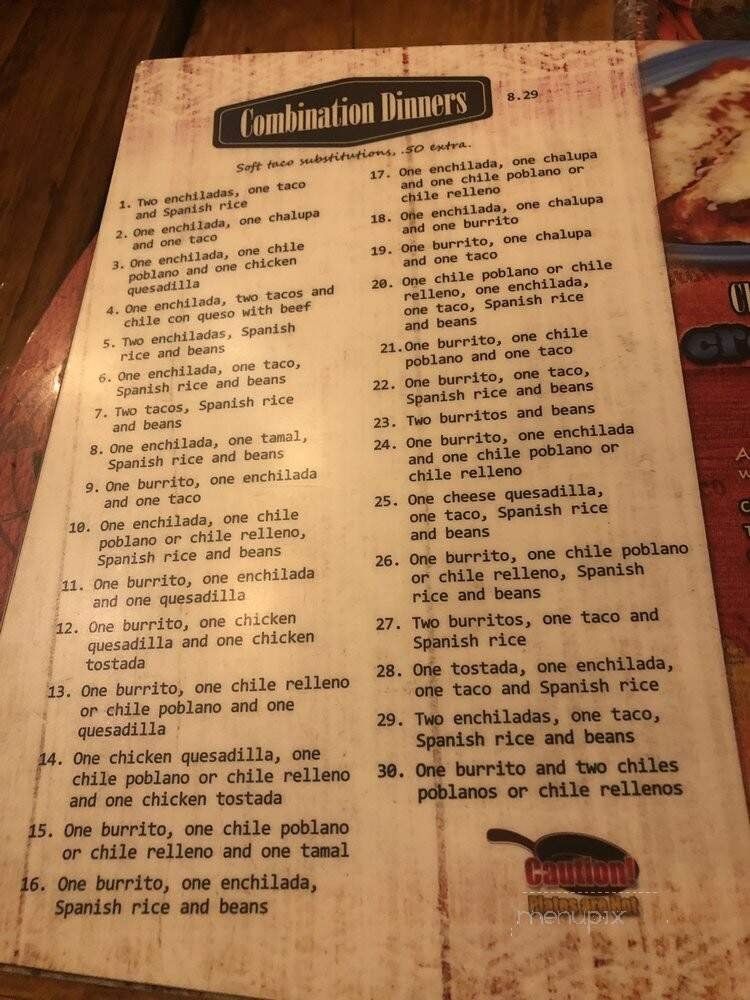 Combination Dinners 8.29
Soft taco substitutions, .50 extra.
1. Two enchiladas, one taco
and Spanish rice
2. One enchilada, one chalupa
and one taco
3. One enchilada, one chile
poblano and one chicken
quesadilla
4. One enchilada, two tacos and
chile con queso with beef
5. Two enchiladas, Spanish
rice and beans
6. One enchilada, one taco,
Spanish rice and beans
7. Two tacos, Spanish rice
and beans
8. One enchilada, one tamal,
Spanish rice and beans
9. One burrito, one enchilada
and one taco
10. One enchilada, one chile
poblano or chile relleno,
Spanish rice and beans
11. One burrito, one enchilada
and one quesadilla
12. One burrito, one chicken
quesadilla and one chicken
tostada
13. One burrito, one chile relleno
or chile poblano and one
quesadilla
14. One chicken quesadilla, one
chile poblano or chile relleno
and one chicken tostada
15. One burrito, one chile poblano
or chile relleno and one tamal
16. One burrito, one enchilada,
Spanish rice and beans
17. One enchilada, one chalupa
and one chile poblano or
chile relleno
18. One enchilada, one chalupa
and one burrito
19. One burrito, one chalupa
and one taco
20. One chile poblano or chile
relleno, one enchilada,
one taco, Spanish rice
and beans
21. One burrito, one chile
poblano and one taco
22. One burrito, one taco,
Spanish rice and beans
23. Two burritos and beans
24. One burrito, one enchilada
and one chile poblano or
chile relleno
25. One cheese quesadilla,
one taco, Spanish rice
and beans
26. One burrito, one chile poblano
or chile relleno, Spanish
rice and beans
27. Two burritos, one taco and
Spanish rice
28. One tostada, one enchilada,
one taco and Spanish rice
29. Two enchiladas, one taco,
Spanish rice and beans
30. One burrito and two chiles
poblanos or chile rellenos
Caution!
Plates are Hot
menupix